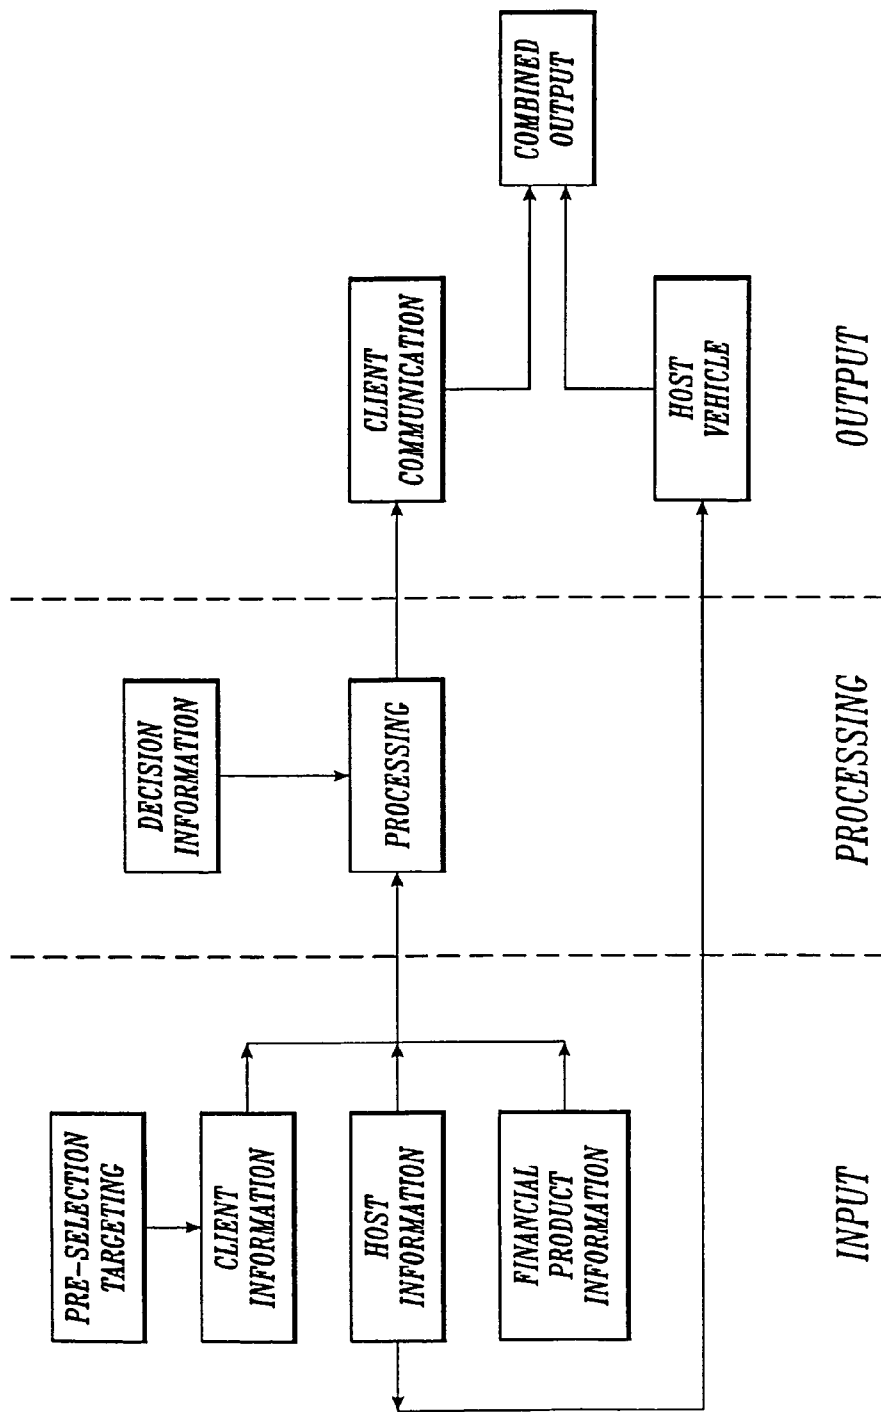 PRE-SELECTION
TARGETING
CLIENT
INFORMATION
HOST
INFORMATION
FINANCIAL
PRODUCT
INFORMATION
DECISION
INFORMATION
PROCESSING
CLIENT
COMMUNICATION
HOST
VEHICLE
COMBINED
OUTPUT
INPUT
PROCESSING
OUTPUT